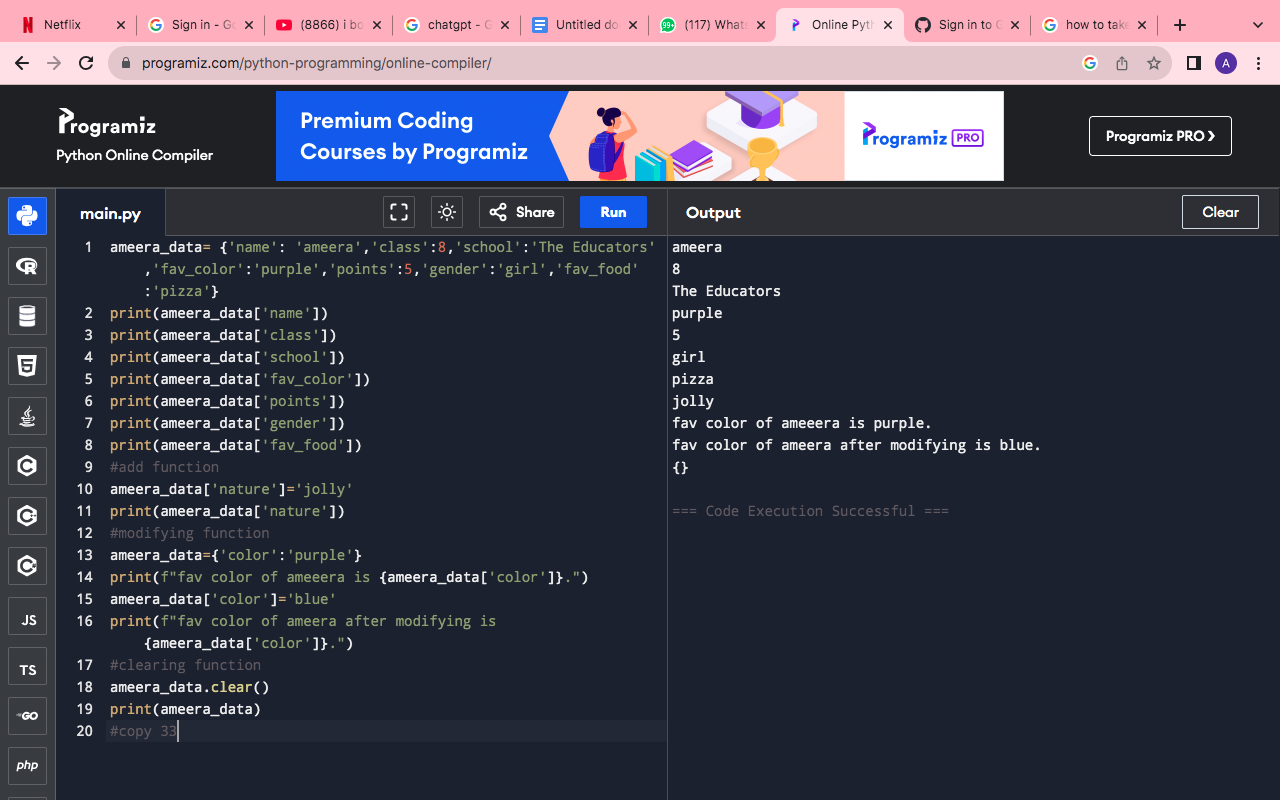 Netflix
Sign in - Go
(8866) i bo
chatgpt - G
Untitled do
99+
(117) Whats
Online Pyth
Sign in to G
how to take
programiz.com/python-programming/online-compiler/
A
Programiz
Python Online Compiler
Premium Coding
Courses by Programiz
Programiz PRO
Programiz PRO
main.py
Share
Run
Output
Clear
1 ameera_data= {'name': 'ameera','class':8,'school':'The Educators'
,'fav_color':'purple','points':5,'gender':'girl','fav_food'
:'pizza'}
2 print(ameera_data['name'])
3 print(ameera_data['class'])
4 print(ameera_data['school'])
5 print(ameera_data['fav_color'])
6 print(ameera_data['points'])
7 print(ameera_data['gender'])
8 print(ameera_data['fav_food'])
9 #add function
10 ameera_data['nature']='jolly'
11 print(ameera_data['nature'])
12 #modifying function
13 ameera_data={'color':'purple'}
14 print(f"fav color of ameeera is {ameera_data['color']}.")
15 ameera_data['color']='blue'
16 print(f"fav color of ameera after modifying is
{ameera_data['color']}.")
17 #clearing function
18 ameera_data.clear()
19 print(ameera_data)
20 #copy 33
ameera
8
The Educators
purple
5
girl
pizza
jolly
fav color of ameeera is purple.
fav color of ameera after modifying is blue.
{}
=== Code Execution Successful ===
R
5
C
C
C
JS
TS
GO
php